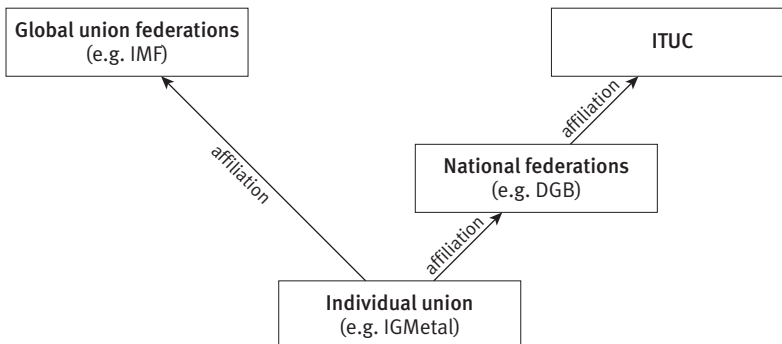 Global union federations
(e.g. IMF)
ITUC
affiliation
affiliation
National federations
(e.g. DGB)
affiliation
Individual union
(e.g. IGMetal)